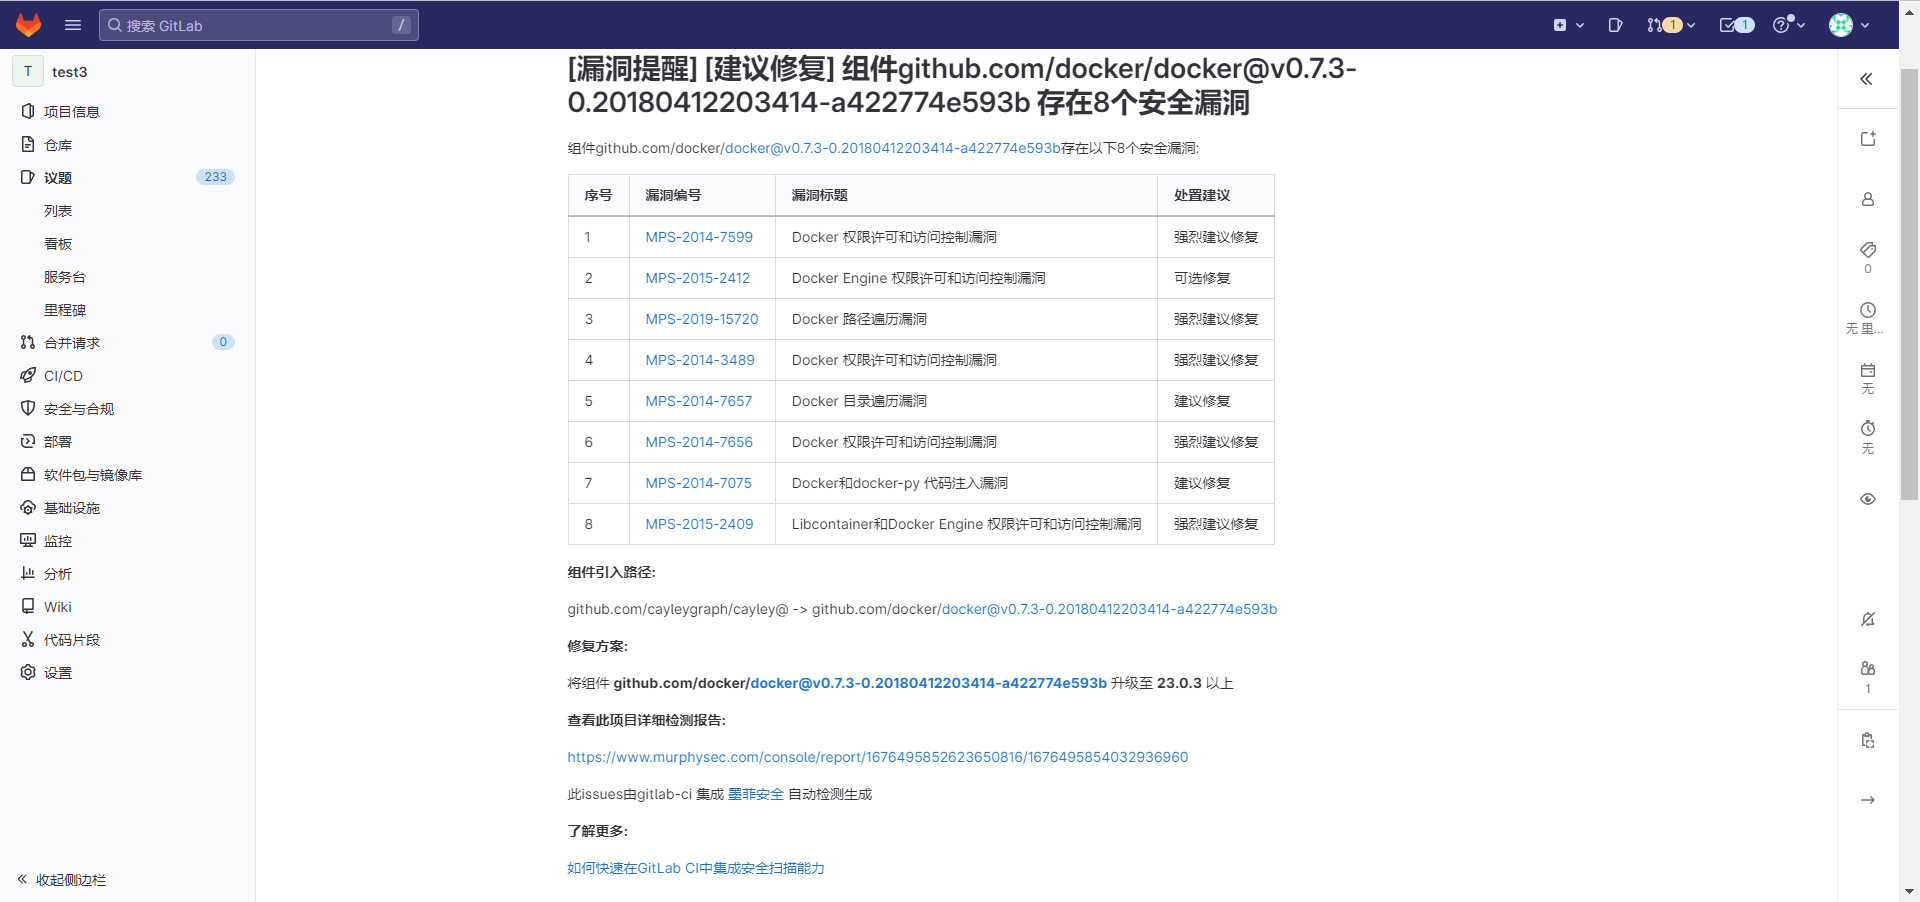 搜索 GitLab /
1
1
T test3
项目信息
仓库
议题 233
列表
看板
服务台
里程碑
合并请求 0
CI/CD
安全与合规
部署
软件包与镜像库
基础设施
监控
分析
Wiki
代码片段
设置
收起侧边栏
[漏洞提醒] [建议修复] 组件github.com/docker/docker@v0.7.3-
0.20180412203414-a422774e593b 存在8个安全漏洞
组件github.com/docker/docker@v0.7.3-0.20180412203414-a422774e593b存在以下8个安全漏洞:
序号 漏洞编号 漏洞标题 处置建议
1 MPS-2014-7599 Docker 权限许可和访问控制漏洞 强烈建议修复
2 MPS-2015-2412 Docker Engine 权限许可和访问控制漏洞 可选修复
3 MPS-2019-15720 Docker 路径遍历漏洞 强烈建议修复
4 MPS-2014-3489 Docker 权限许可和访问控制漏洞 强烈建议修复
5 MPS-2014-7657 Docker 目录遍历漏洞 建议修复
6 MPS-2014-7656 Docker 权限许可和访问控制漏洞 强烈建议修复
7 MPS-2014-7075 Docker和docker-py 代码注入漏洞 建议修复
8 MPS-2015-2409 Libcontainer和Docker Engine 权限许可和访问控制漏洞 强烈建议修复
组件引入路径:
github.com/cayleygraph/cayley@ -> github.com/docker/docker@v0.7.3-0.20180412203414-a422774e593b
修复方案:
将组件 github.com/docker/docker@v0.7.3-0.20180412203414-a422774e593b 升级至 23.0.3 以上
查看此项目详细检测报告:
https://www.murphysec.com/console/report/1676495852623650816/1676495854032936960
此issues由gitlab-ci 集成 墨菲安全 自动检测生成
了解更多:
如何快速在GitLab CI中集成安全扫描能力
0
无 里...
无
无
1